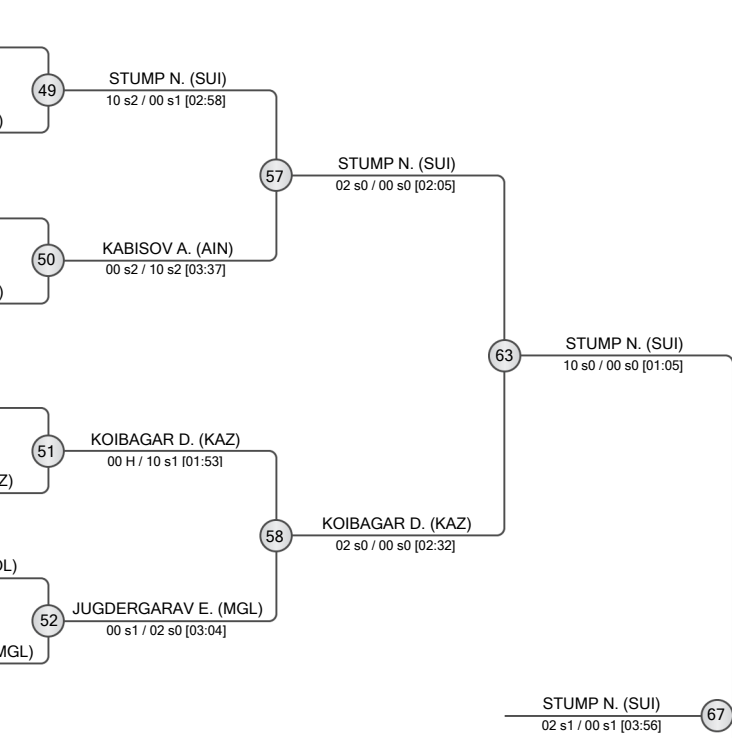 49
STUMP N. (SUI)
10 s2 / 00 s1 [02:58]
)
57
STUMP N. (SUI)
02 s0 / 00 s0 [02:05]
50
KABISOV A. (AIN)
00 s2 / 10 s2 [03:37]
)
63
STUMP N. (SUI)
10 s0 / 00 s0 [01:05]
51
KOIBAGAR D. (KAZ)
00 H / 10 s1 [01:53]
Z)
58
KOIBAGAR D. (KAZ)
02 s0 / 00 s0 [02:32]
OL)
52
JUGDERGARAV E. (MGL)
00 s1 / 02 s0 [03:04]
MGL)
STUMP N. (SUI)
02 s1 / 00 s1 [03:56]
67